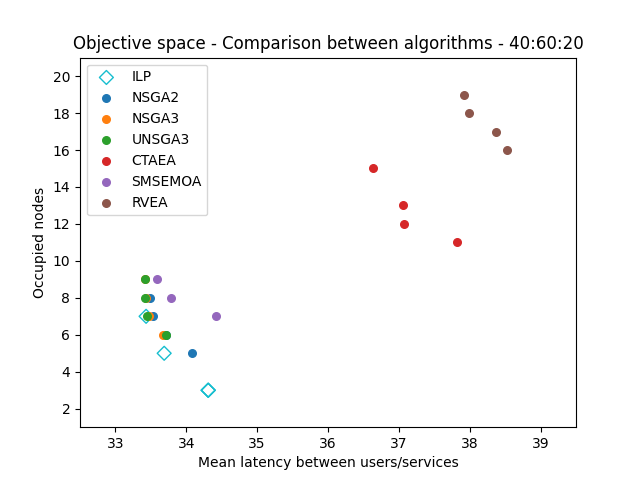 Objective space - Comparison between algorithms - 40:60:20
ILP
NSGA2
NSGA3
UNSGA3
CTAEA
SMSEMOA
RVEA
20
18
16
14
12
10
8
6
4
2
Occupied nodes
33
34
35
36
37
38
39
Mean latency between users/services